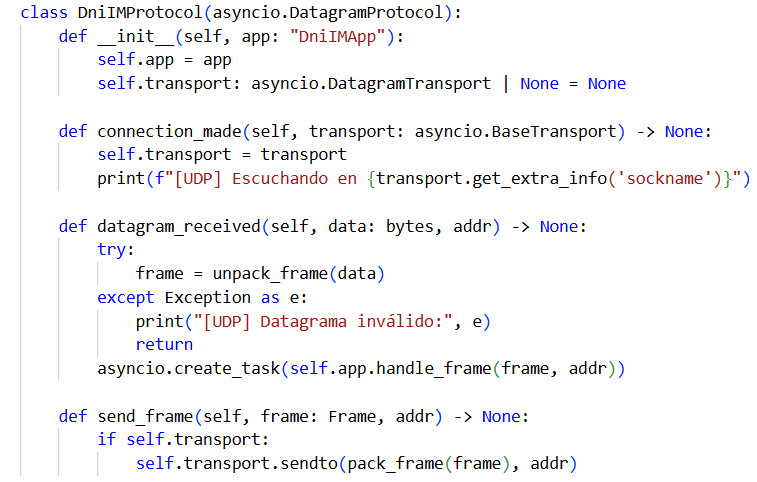 class DniIMProtocol(asyncio.DatagramProtocol):
    def __init__(self, app: "DniIMApp"):
        self.app = app
        self.transport: asyncio.DatagramTransport | None = None

    def connection_made(self, transport: asyncio.BaseTransport) -> None:
        self.transport = transport
        print(f"[UDP] Escuchando en {transport.get_extra_info('sockname')}")

    def datagram_received(self, data: bytes, addr) -> None:
        try:
            frame = unpack_frame(data)
        except Exception as e:
            print("[UDP] Datagrama inválido:", e)
            return
        asyncio.create_task(self.app.handle_frame(frame, addr))

    def send_frame(self, frame: Frame, addr) -> None:
        if self.transport:
            self.transport.sendto(pack_frame(frame), addr)